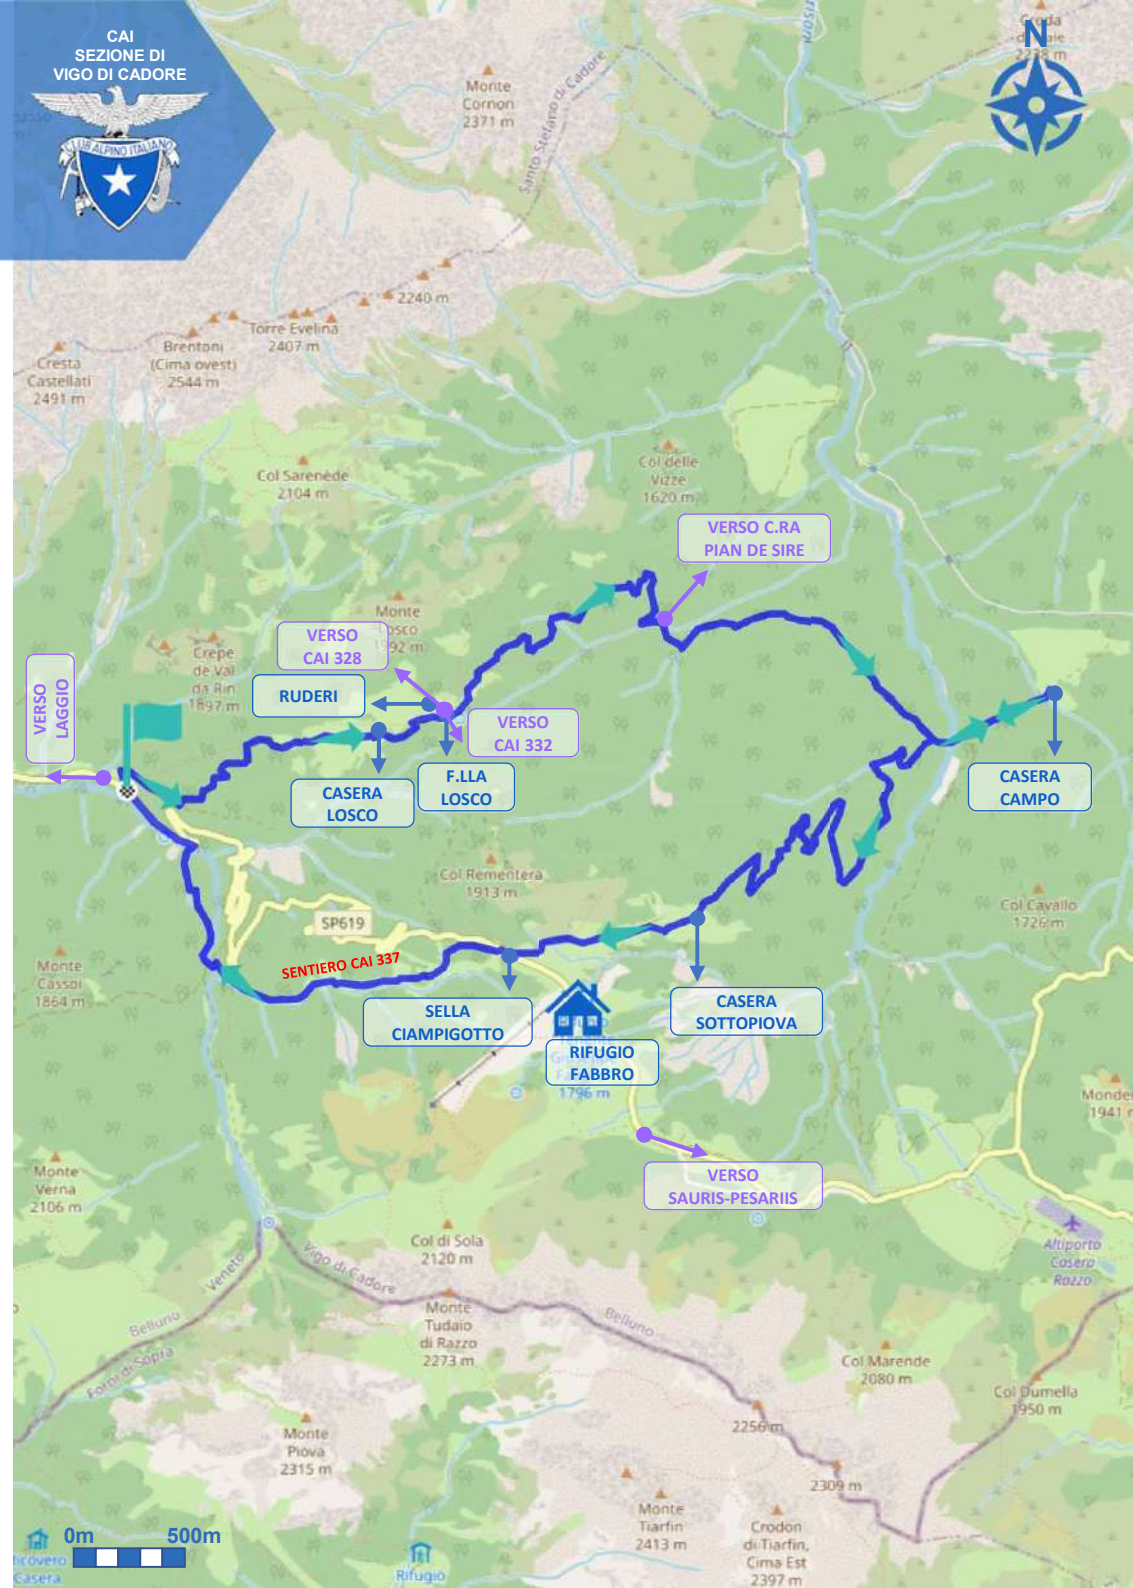 CAI
SEZIONE DI
VIGO DI CADORE
CLUB ALPINO ITALIANO
N
2238 m
Monte
Cornon
2371 m
Santo Stefano di Cadore
2240 m
Torre Evelina
2407 m
Brentoni
(Cima ovest)
2544 m
Cresta
Castellati
2491 m
Col Sarenède
2104 m
Col delle
Vizze
1620 m
VERSO C.RA
PIAN DE SIRE
Monte
Losco
1992 m
VERSO
CAI 328
Crepe
de Val
da Rin
1897 m
VERSO
LAGGIO
RUDERI
VERSO
CAI 332
F.LLA
LOSCO
CASERA
LOSCO
CASERA
CAMPO
Col Rementera
1913 m
Col Cavallo
1726 m
SP619
SENTIERO CAI 337
Monte
Cassoi
1864 m
SELLA
CIAMPIGOTTO
CASERA
SOTTOPIOVA
RIFUGIO
FABBRO
1796 m
1941 m
VERSO
SAURIS-PESARIIS
Monte
Verna
2106 m
Altiporto
Casera
Razzo
Col di Sola
2120 m
Veneto
Vigo di Cadore
Belluno
Belluno
Forni di Sopra
Monte
Tudaio
di Razzo
2273 m
Col Marende
2080 m
Col Dumella
1950 m
2256 m
Monte
Piova
2315 m
2309 m
Monte
Tiarfin
2413 m
Crodon
di Tiarfin,
Cima Est
2397 m
0m 500m
Casera
Rifugio